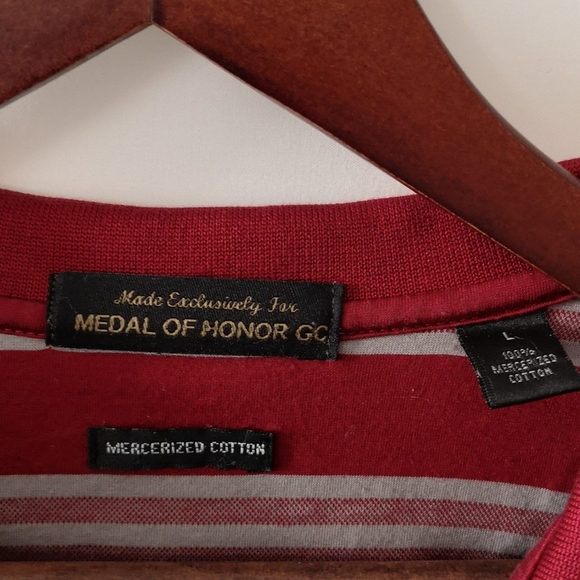 Made Exclusively For
MEDAL OF HONOR GC
L
100%
MERCERIZED
COTTON
MERCERIZED COTTON